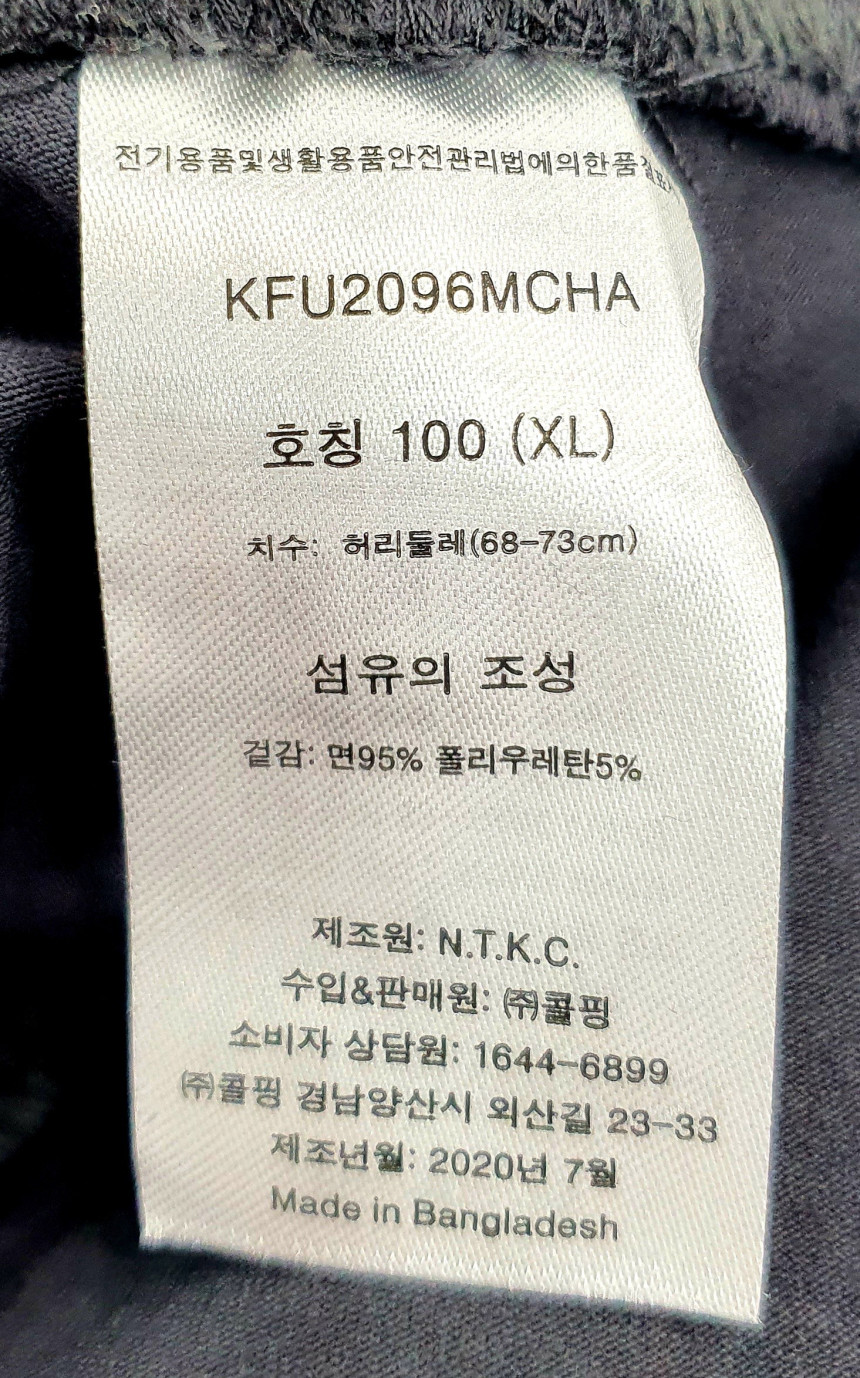 전기용품및생활용품안전관리법에의한품질표시
KFU2096MCHA
호칭 100 (XL)
치수: 허리둘레(68-73cm)
섬유의 조성
겉감: 면95% 폴리우레탄5%
제조원: N.T.K.C.
수입&판매원: ㈜콜핑
소비자 상담원: 1644-6899
㈜콜핑 경남양산시 외산길 23-33
제조년월: 2020년 7월
Made in Bangladesh